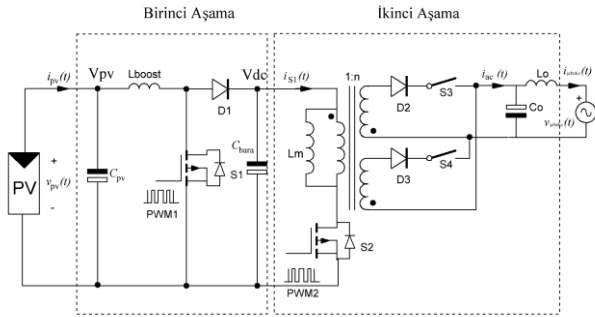 Birinci Aşama
İkinci Aşama
ipv(t)
Vpv
Lboost
Vdc
iS1(t)
1:n
iac(t)
Lo
işebeke(t)
D1
D2
S3
+
vpv(t)
-
PV
Cpv
S1
PWM1
Cbara
Lm
D3
S4
Co
+
vşebeke(t)
S2
PWM2